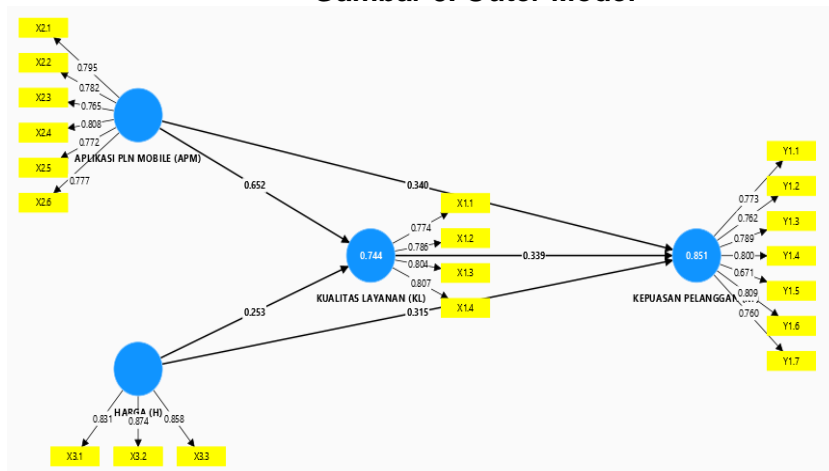 X2.1
0.795
X2.2
0.782
X2.3
0.765
X2.4
0.808
X2.5
0.772
X2.6
0.777
APLIKASI PLN MOBILE (APM)
0.652
0.340
X1.1
0.774
X1.2
0.786
X1.3
0.804
X1.4
0.807
0.744
KUALITAS LAYANAN (KL)
0.339
0.253
0.315
Y1.1
0.773
Y1.2
0.762
Y1.3
0.789
Y1.4
0.800
Y1.5
0.671
Y1.6
0.809
Y1.7
0.760
0.851
KEPUASAN PELANGGAN
HARGA (H)
0.831
0.874
0.858
X3.1
X3.2
X3.3